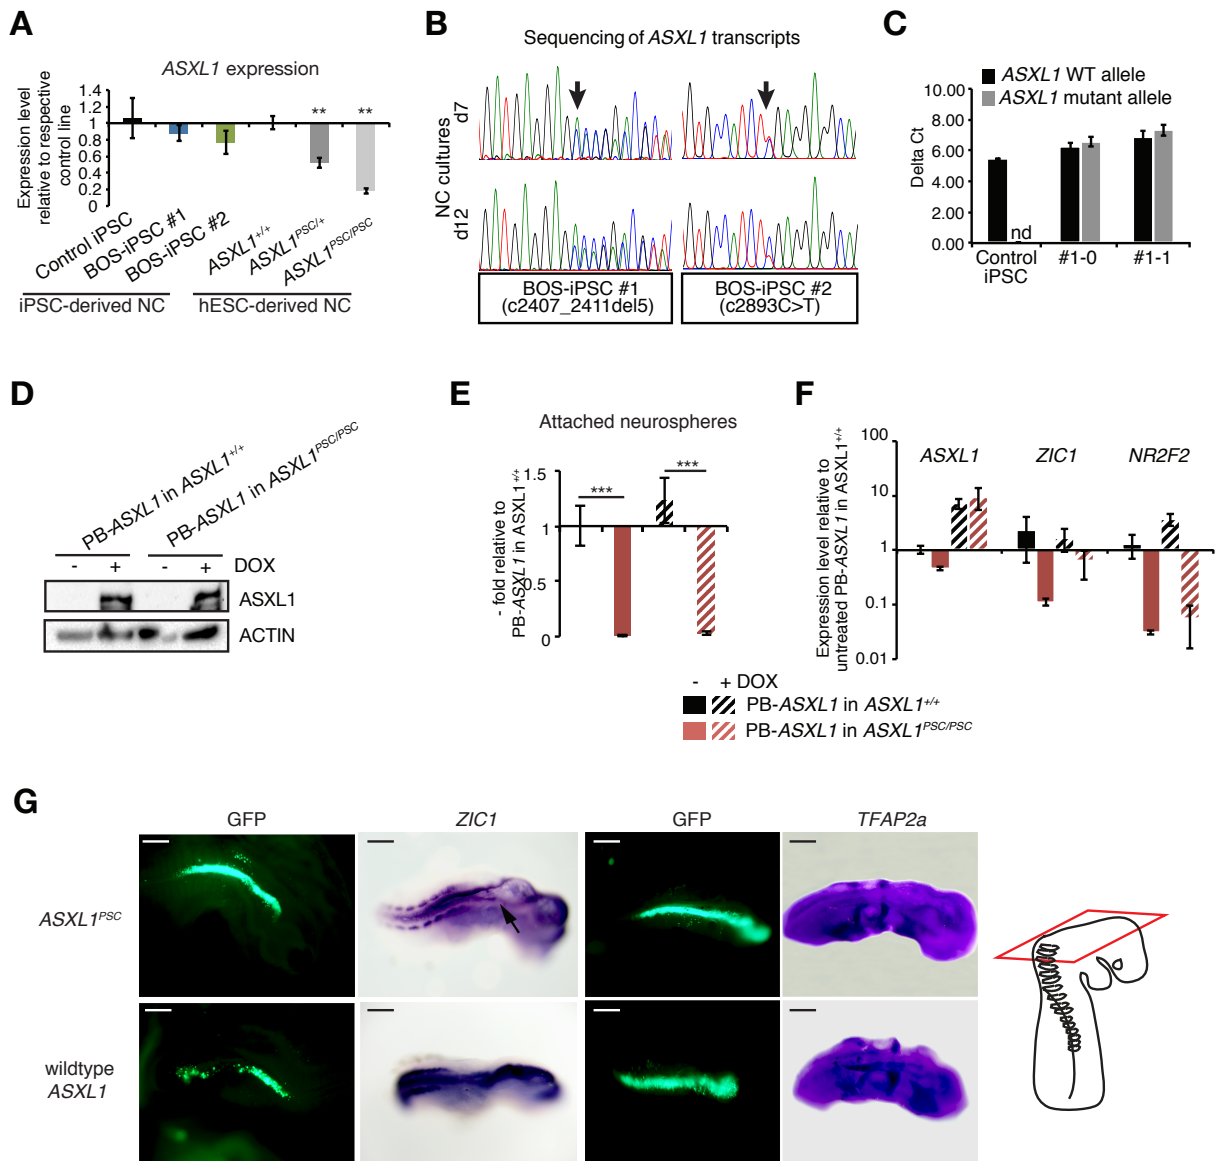 A
ASXL1 expression
Expression level
relative to respective
control line
1.4
1.2
1
0.8
0.6
0.4
0.2
0
** **
Control iPSC
BOS-iPSC #1
BOS-iPSC #2
ASXL1+/+
ASXL1PSC/+
ASXL1PSC/PSC
iPSC-derived NC
hESC-derived NC
B
Sequencing of ASXL1 transcripts
NC cultures
d7
d12
BOS-iPSC #1
(c2407_2411del5)
BOS-iPSC #2
(c2893C>T)
C
ASXL1 WT allele
ASXL1 mutant allele
Delta Ct
10.00
8.00
6.00
4.00
2.00
0.00
nd
Control
iPSC
#1-0
#1-1
D
PB-ASXL1 in ASXL1+/+
PB-ASXL1 in ASXL1PSC/PSC
- + - + DOX
ASXL1
ACTIN
E
Attached neurospheres
- fold relative to
PB-ASXL1 in ASXL1+/+
1.5
1
0.5
0
*** ***
F
Expression level relative to
untreated PB-ASXL1 in ASXL1+/+
100
10
1
0.1
0.01
ASXL1 ZIC1 NR2F2
- + DOX
PB-ASXL1 in ASXL1+/+
PB-ASXL1 in ASXL1PSC/PSC
G
GFP ZIC1 GFP TFAP2a
ASXL1PSC
wildtype
ASXL1